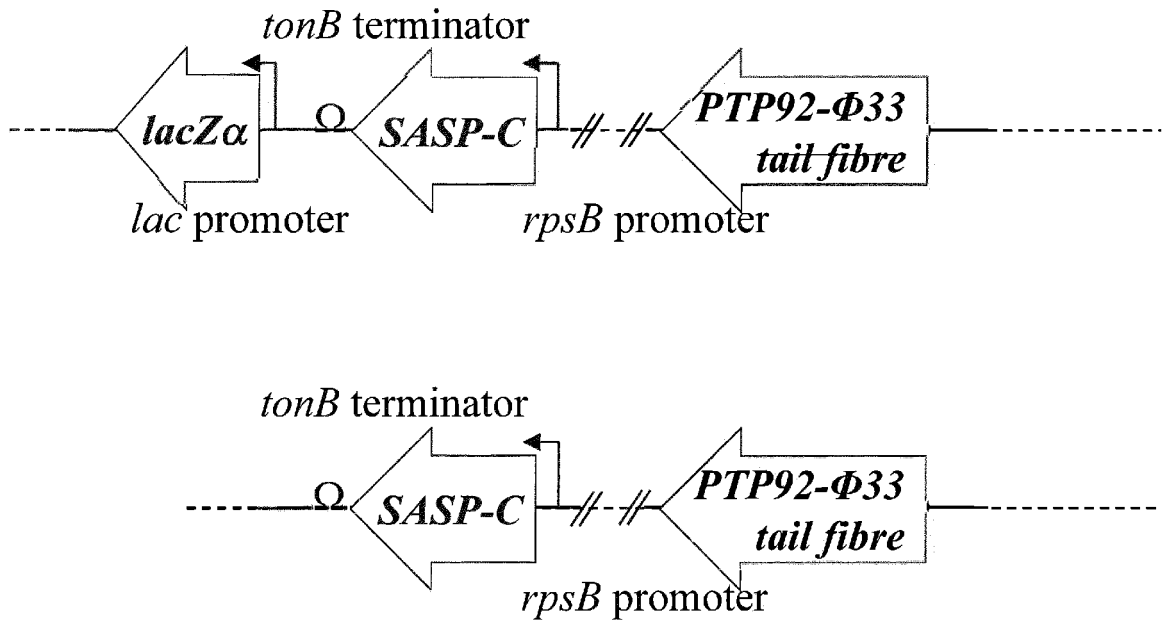 tonB terminator
lacZα
SASP-C
PTP92-Φ33
tail fibre
lac promoter
rpsB promoter
tonB terminator
SASP-C
PTP92-Φ33
tail fibre
rpsB promoter